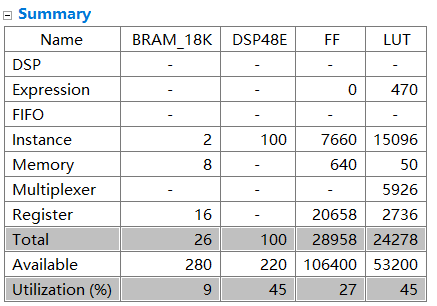 Summary
Name BRAM_18K DSP48E FF LUT
DSP - - - -
Expression - - 0 470
FIFO - - - -
Instance 2 100 7660 15096
Memory 8 - 640 50
Multiplexer - - - 5926
Register 16 - 20658 2736
Total 26 100 28958 24278
Available 280 220 106400 53200
Utilization (%) 9 45 27 45